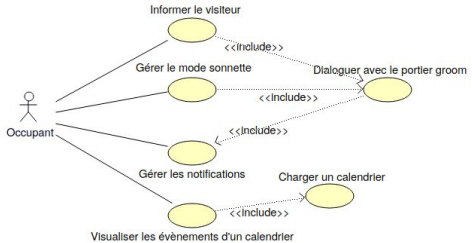 Informer le visiteur
<<include>>
Gérer le mode sonnette
Dialoguer avec le portier groom
<<include>>
Occupant
<<include>>
Gérer les notifications
Charger un calendrier
<<include>>
Visualiser les évènements d'un calendrier